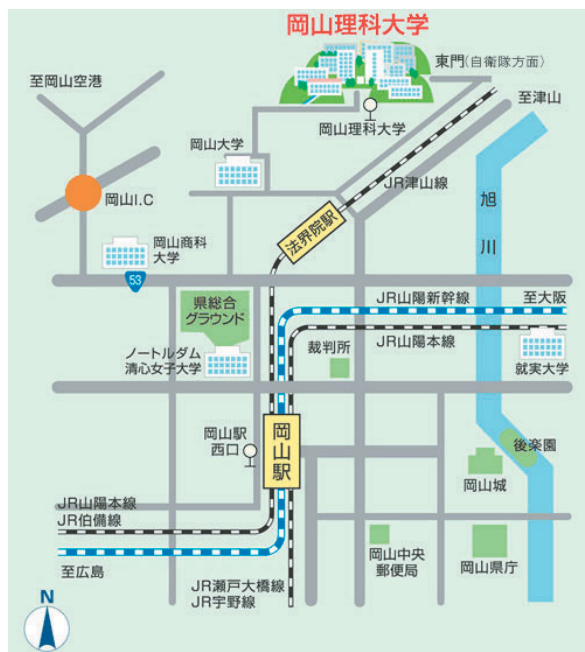 岡山理科大学
東門(自衛隊方面)
至岡山空港
至津山
岡山理科大学
岡山大学
JR津山線
旭川
岡山I.C
法界院駅
岡山商科
大学
53
JR山陽新幹線
至大阪
県総合
グラウンド
JR山陽本線
裁判所
ノートルダム
清心女子大学
就実大学
岡山駅
西口
岡山駅
後楽園
岡山城
JR山陽本線
JR伯備線
岡山中央
郵便局
岡山県庁
至広島
JR瀬戸大橋線
JR宇野線
N